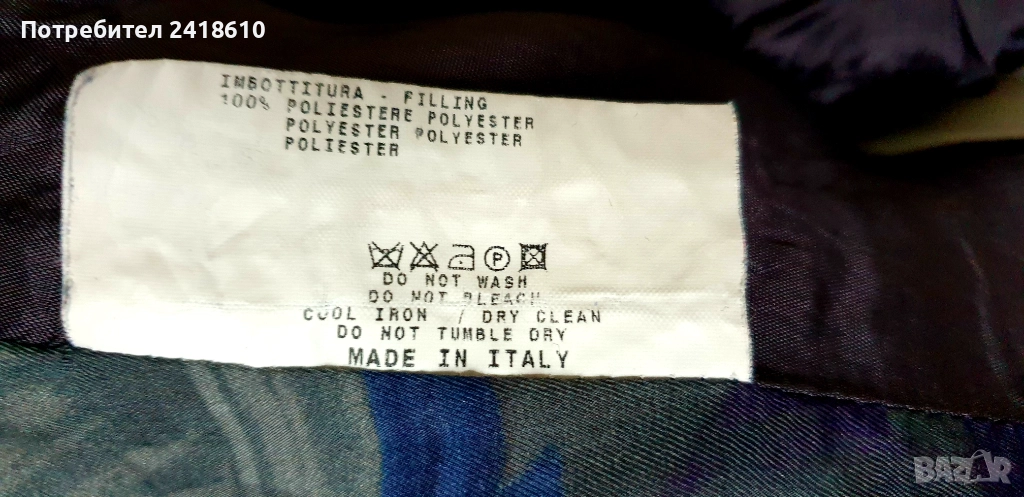 Потребител 2418610
IMBOTTITURA - FILLING
100% POLIESTERE POLYESTER
POLYESTER POLYESTER
POLIESTER
P
DO NOT WASH
DO NOT BLEACH
COOL IRON / DRY CLEAN
DO NOT TUMBLE DRY
MADE IN ITALY
BAZAR